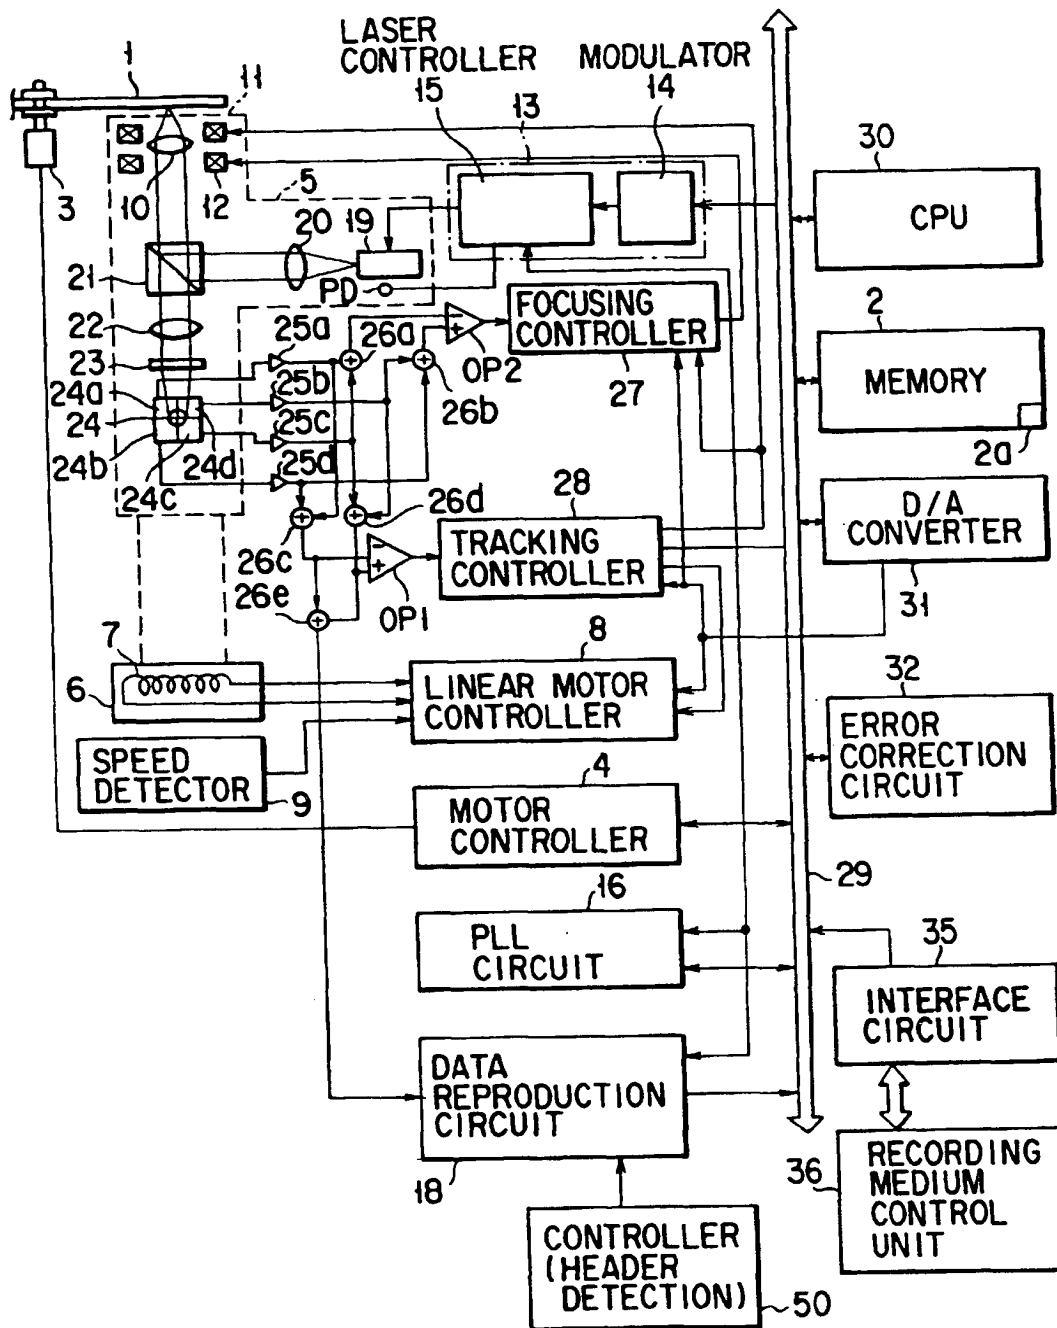 LASER
CONTROLLER
MODULATOR
1
11
15
13
14
30
CPU
3
10
12
5
20
19
21
PD
22
23
25a
26a
FOCUSING
CONTROLLER
OP2
27
2
MEMORY
2a
24a
25b
26b
24
25c
24b
24d
25d
24c
26d
28
D/A
CONVERTER
31
26c
TRACKING
CONTROLLER
26e
OP1
7
6
8
LINEAR MOTOR
CONTROLLER
32
ERROR
CORRECTION
CIRCUIT
SPEED
DETECTOR
9
4
MOTOR
CONTROLLER
29
16
PLL
CIRCUIT
35
INTERFACE
CIRCUIT
DATA
REPRODUCTION
CIRCUIT
18
36
RECORDING
MEDIUM
CONTROL
UNIT
CONTROLLER
(HEADER
DETECTION)
50